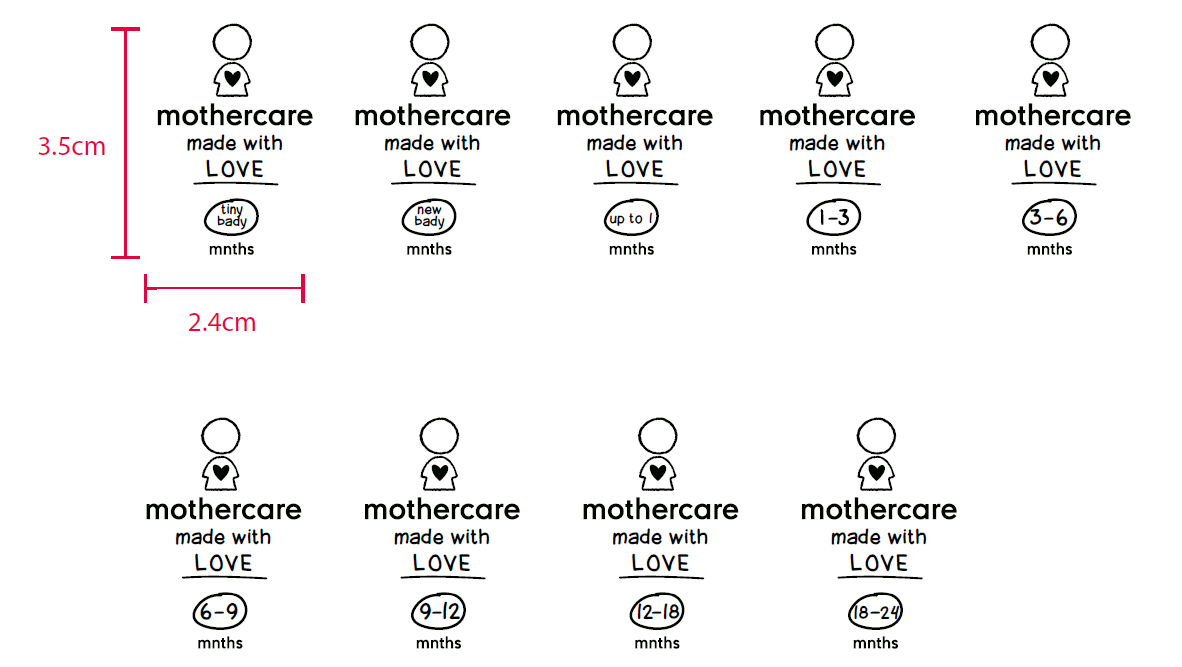 3.5cm
mothercare mothercare mothercare mothercare mothercare
made with made with made with made with made with
LOVE LOVE LOVE LOVE LOVE
tiny bady new bady up to 1 1-3 3-6
mnths mnths mnths mnths mnths
2.4cm
mothercare mothercare mothercare mothercare
made with made with made with made with
LOVE LOVE LOVE LOVE
6-9 9-12 12-18 18-24
mnths mnths mnths mnths